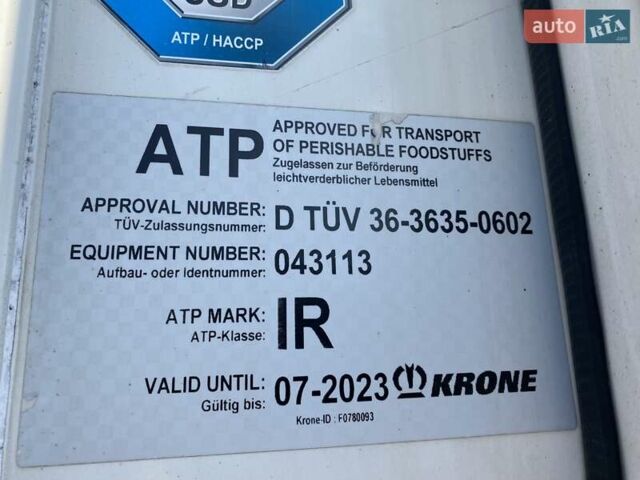 ATP / HACCP
auto RIA.com
ATP
APPROVED FOR TRANSPORT
OF PERISHABLE FOODSTUFFS
Zugelassen zur Beförderung
leichtverderblicher Lebensmittel
APPROVAL NUMBER: D TÜV 36-3635-0602
TÜV-Zulassungsnummer:
EQUIPMENT NUMBER: 043113
Aufbau- oder Identnummer:
ATP MARK: IR
ATP-Klasse:
VALID UNTIL: 07-2023 KRONE
Gültig bis:
Krone-ID : F0780093